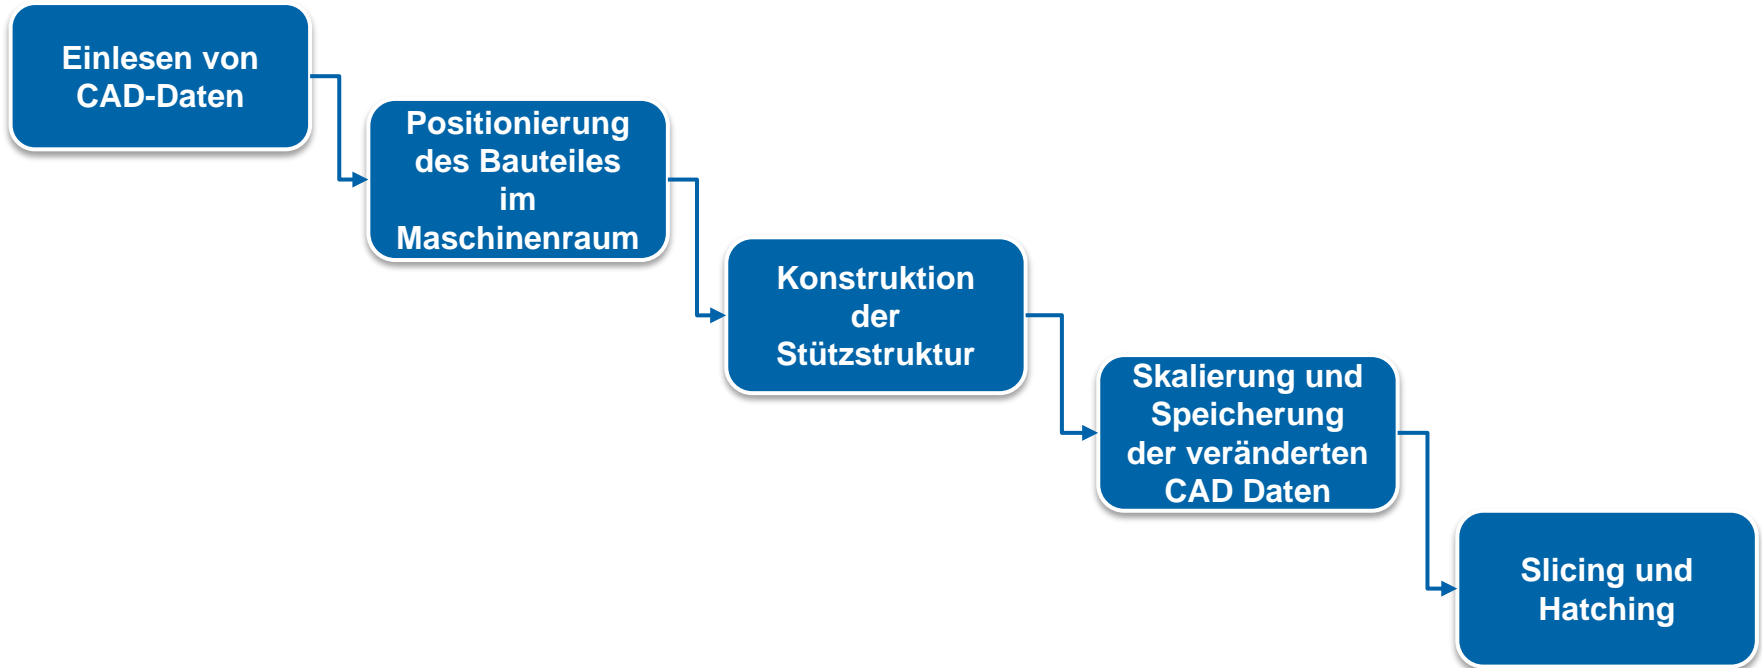 Einlesen von
CAD-Daten
Positionierung
des Bauteiles
im
Maschinenraum
Konstruktion
der
Stützstruktur
Skalierung und
Speicherung
der veränderten
CAD Daten
Slicing und
Hatching